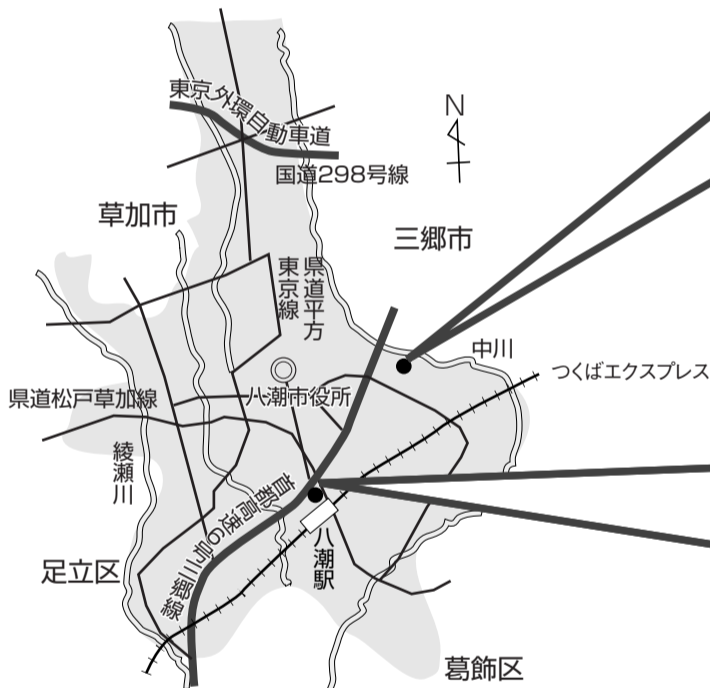 東京外環自動車道
国道298号線
N
草加市
三郷市
県道平方
東京線
中川
つくばエクスプレス
八潮市役所
県道松戸草加線
綾瀬川
首都高速6号三郷線
八潮駅
足立区
葛飾区